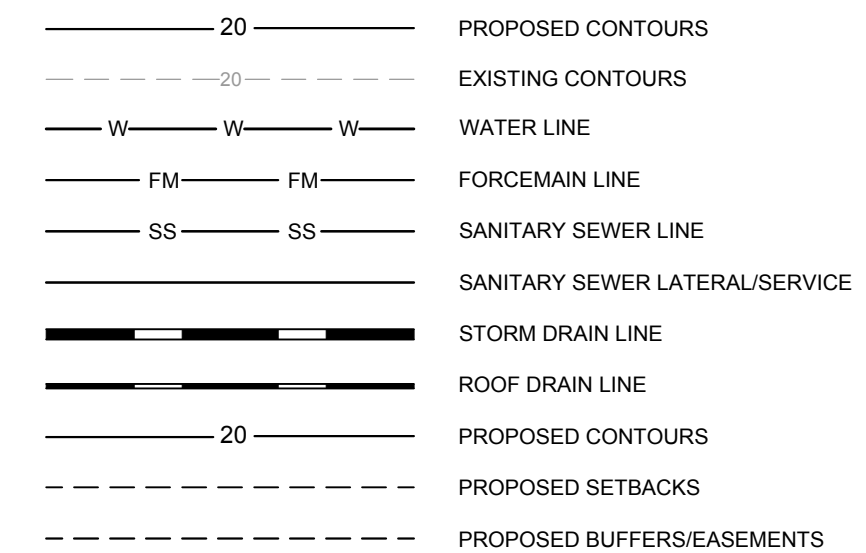 20 PROPOSED CONTOURS
20 EXISTING CONTOURS
W W W WATER LINE
FM FM FORCEMAIN LINE
SS SS SANITARY SEWER LINE
SANITARY SEWER LATERAL/SERVICE
STORM DRAIN LINE
ROOF DRAIN LINE
20 PROPOSED CONTOURS
PROPOSED SETBACKS
PROPOSED BUFFERS/EASEMENTS